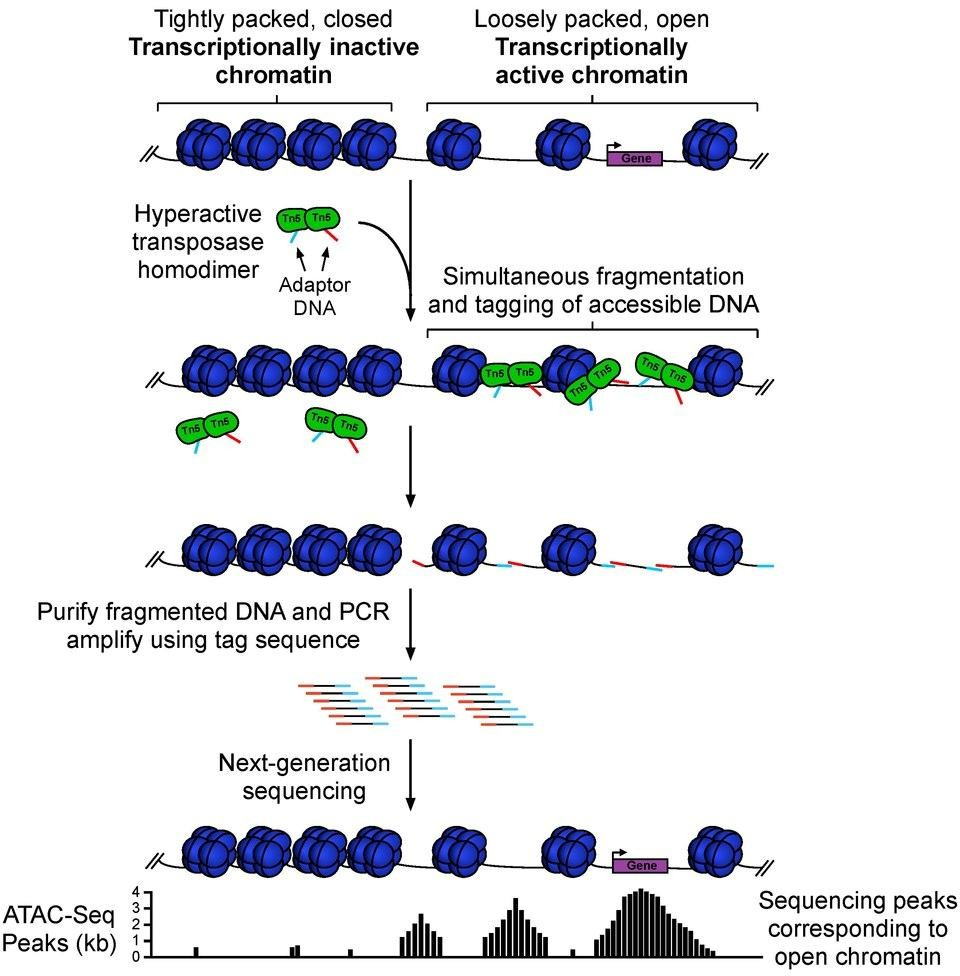 Tightly packed, closed
Transcriptionally inactive
chromatin
Loosely packed, open
Transcriptionally
active chromatin
Gene
Hyperactive
transposase
homodimer
Tn5 Tn5
Adaptor
DNA
Simultaneous fragmentation
and tagging of accessible DNA
Tn5 Tn5
Tn5 Tn5
Tn5 Tn5
Tn5 Tn5
Tn5 Tn5
Purify fragmented DNA and PCR
amplify using tag sequence
Next-generation
sequencing
Gene
ATAC-Seq
Peaks (kb)
4
3
2
1
0
Sequencing peaks
corresponding to
open chromatin